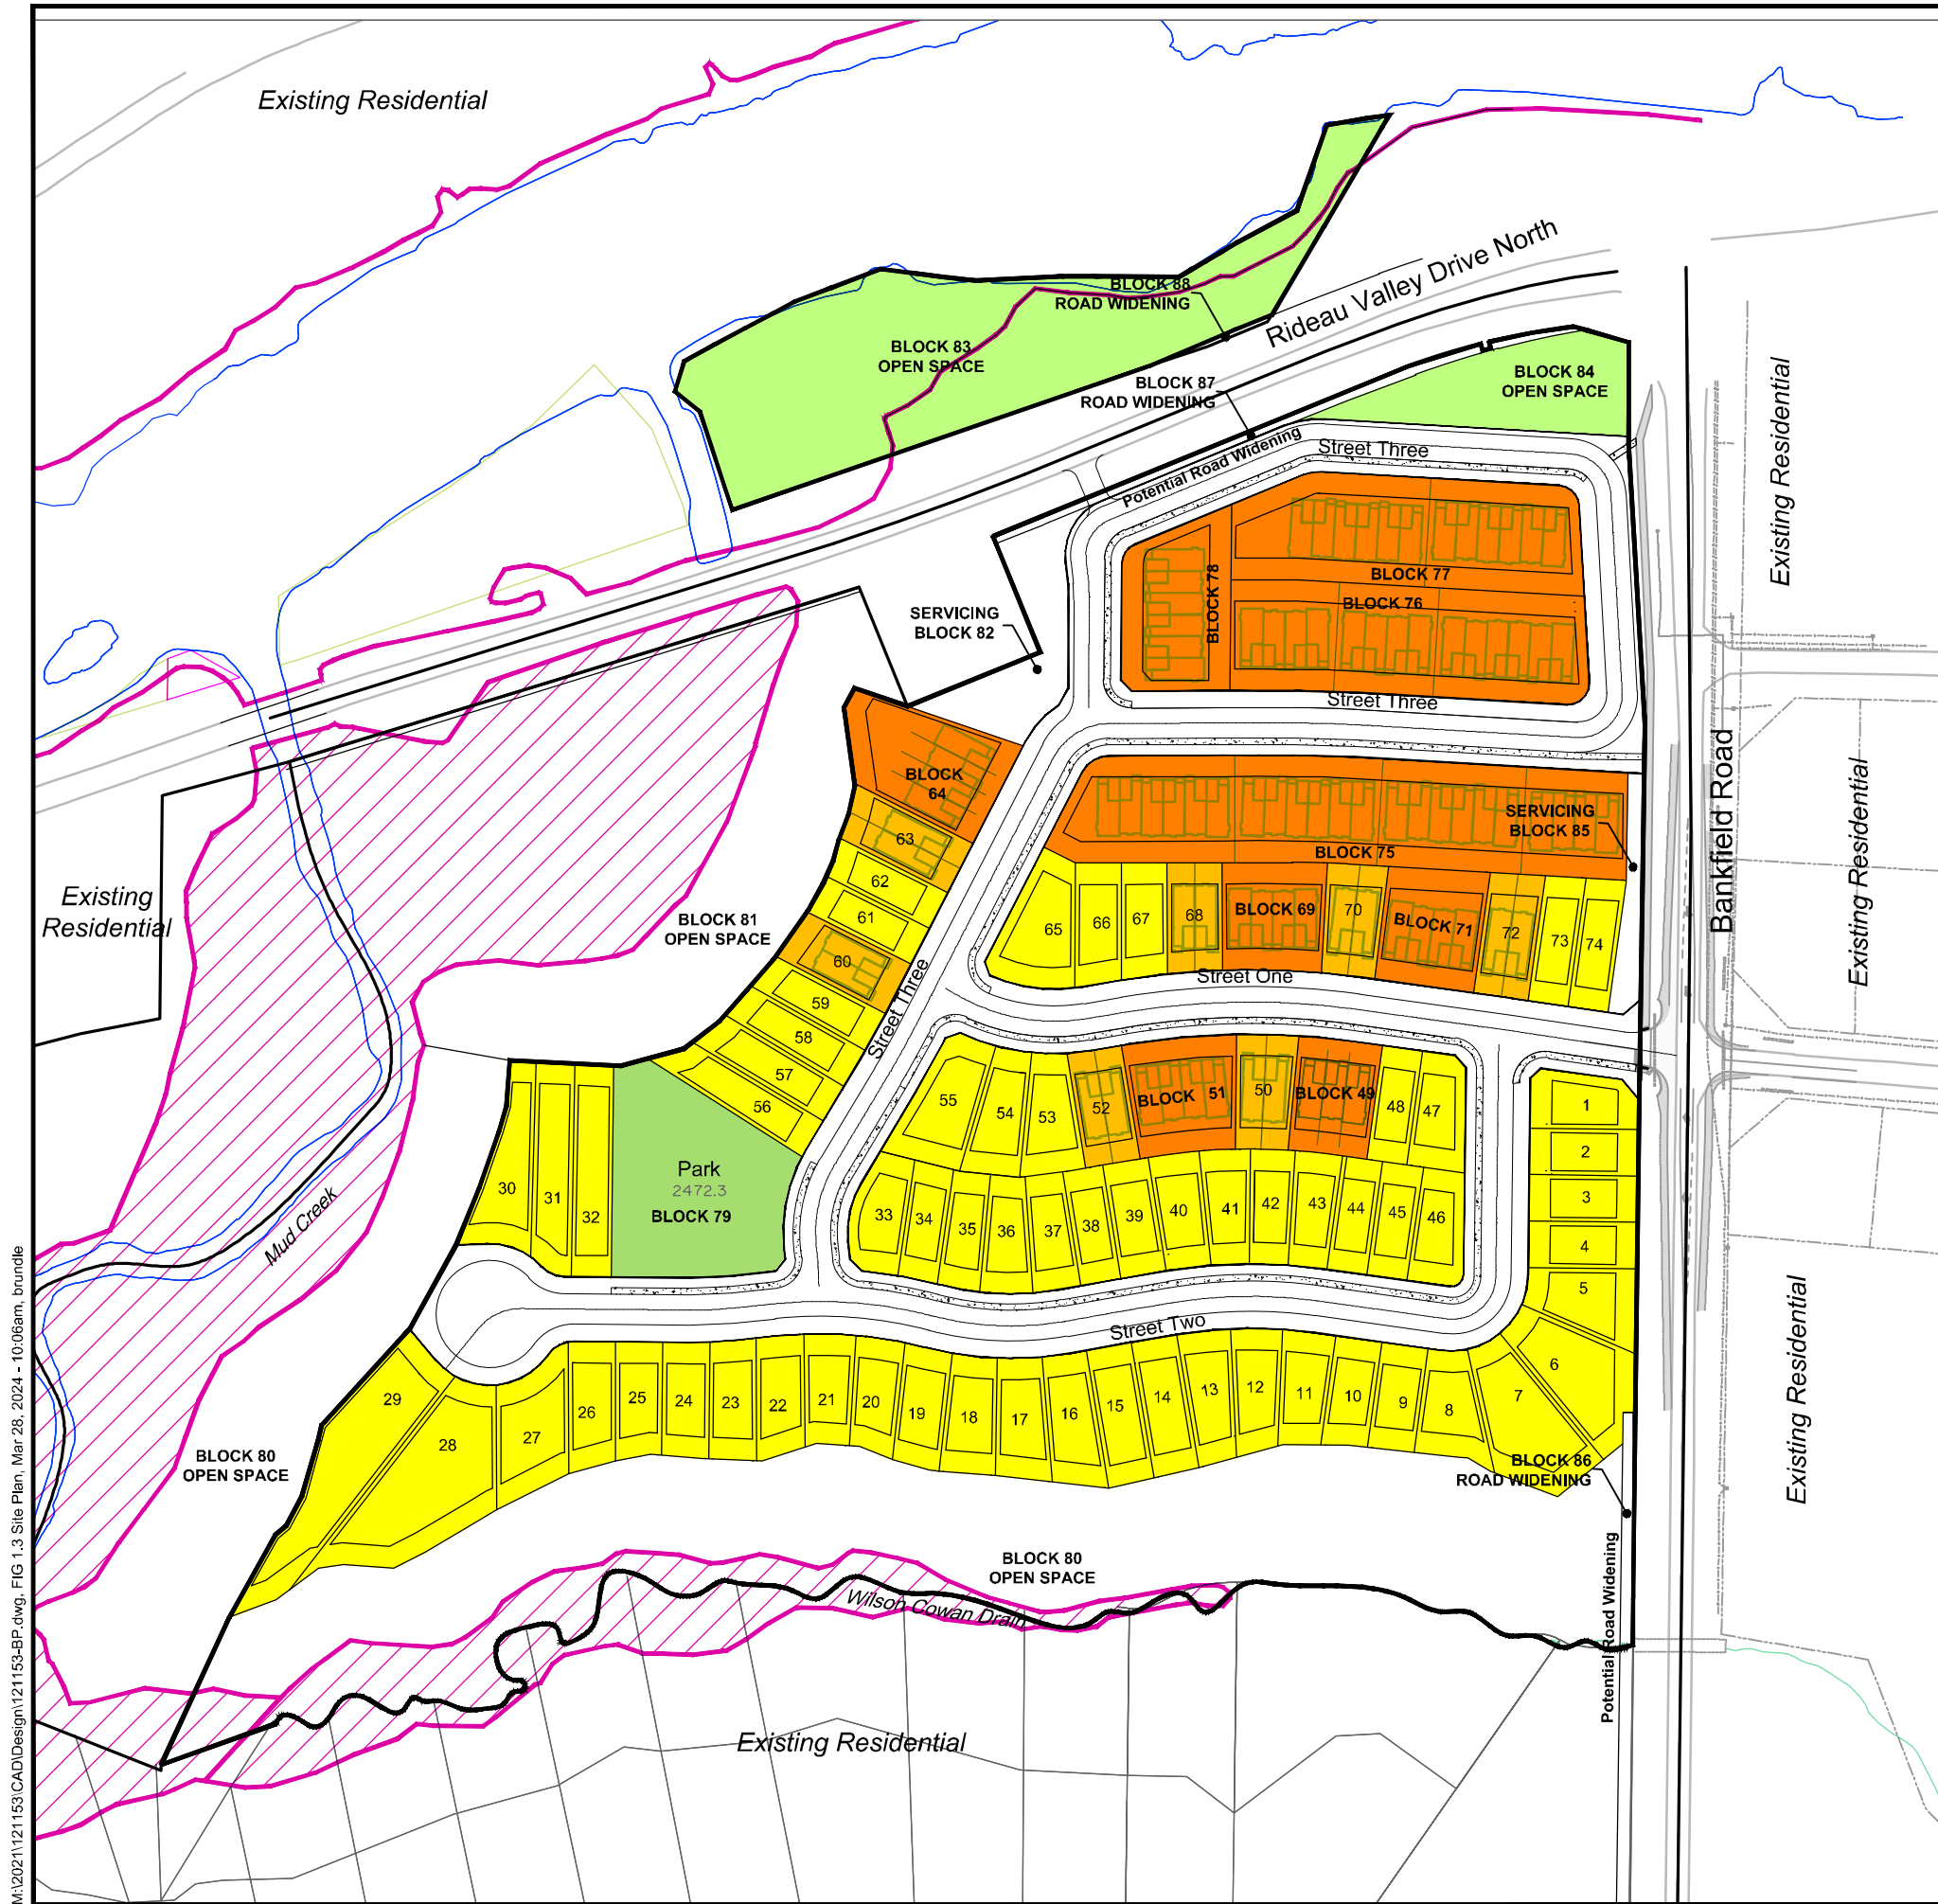 Existing Residential
Rideau Valley Drive North
BLOCK 88
ROAD WIDENING
BLOCK 83
OPEN SPACE
BLOCK 87
ROAD WIDENING
BLOCK 84
OPEN SPACE
Potential Road Widening
Street Three
Existing Residential
BLOCK 77
BLOCK 76
BLOCK 78
SERVICING
BLOCK 82
Street Three
BLOCK
64
SERVICING
BLOCK 85
BLOCK 75
Bankfield Road
Existing Residential
63
62
61
60
59
58
57
56
Existing
Residential
BLOCK 81
OPEN SPACE
65
66
67
68
BLOCK 69
70
BLOCK 71
72
73
74
Street One
Street Three
55
54
53
52
BLOCK 51
50
BLOCK 49
48
47
1
2
3
4
5
6
7
30
31
32
Park
2472.3
BLOCK 79
33
34
35
36
37
38
39
40
41
42
43
44
45
46
Mud Creek
Street Two
Existing Residential
29
28
27
26
25
24
23
22
21
20
19
18
17
16
15
14
13
12
11
10
9
8
BLOCK 80
OPEN SPACE
BLOCK 86
ROAD WIDENING
BLOCK 80
OPEN SPACE
Wilson Cowan Drain
Potential Road Widening
Existing Residential
M:\2021\121153\CAD\Design\121153-BP.dwg, FIG 1.3 Site Plan, Mar 28, 2024 - 10:06am, brundle